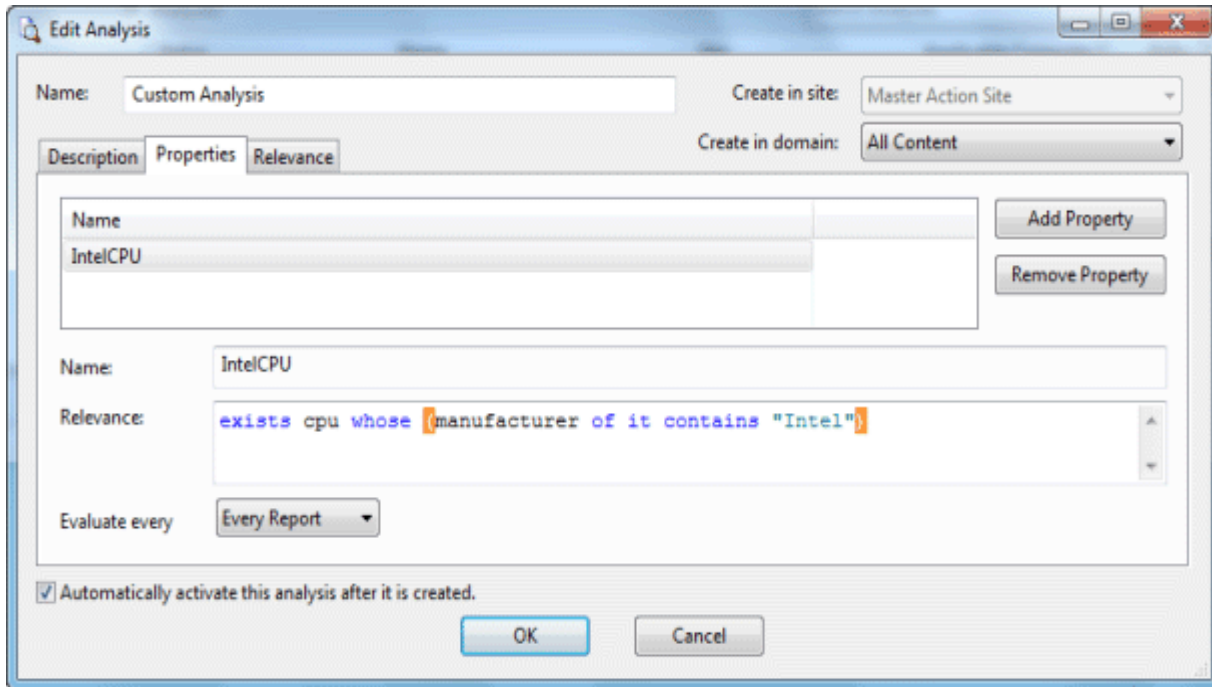 Edit Analysis
Name: Custom Analysis Create in site: Master Action Site
Create in domain: All Content
Description Properties Relevance
Name
IntelCPU
Add Property
Remove Property
Name: IntelCPU
Relevance: exists cpu whose (manufacturer of it contains "Intel")
Evaluate every Every Report
Automatically activate this analysis after it is created.
OK Cancel